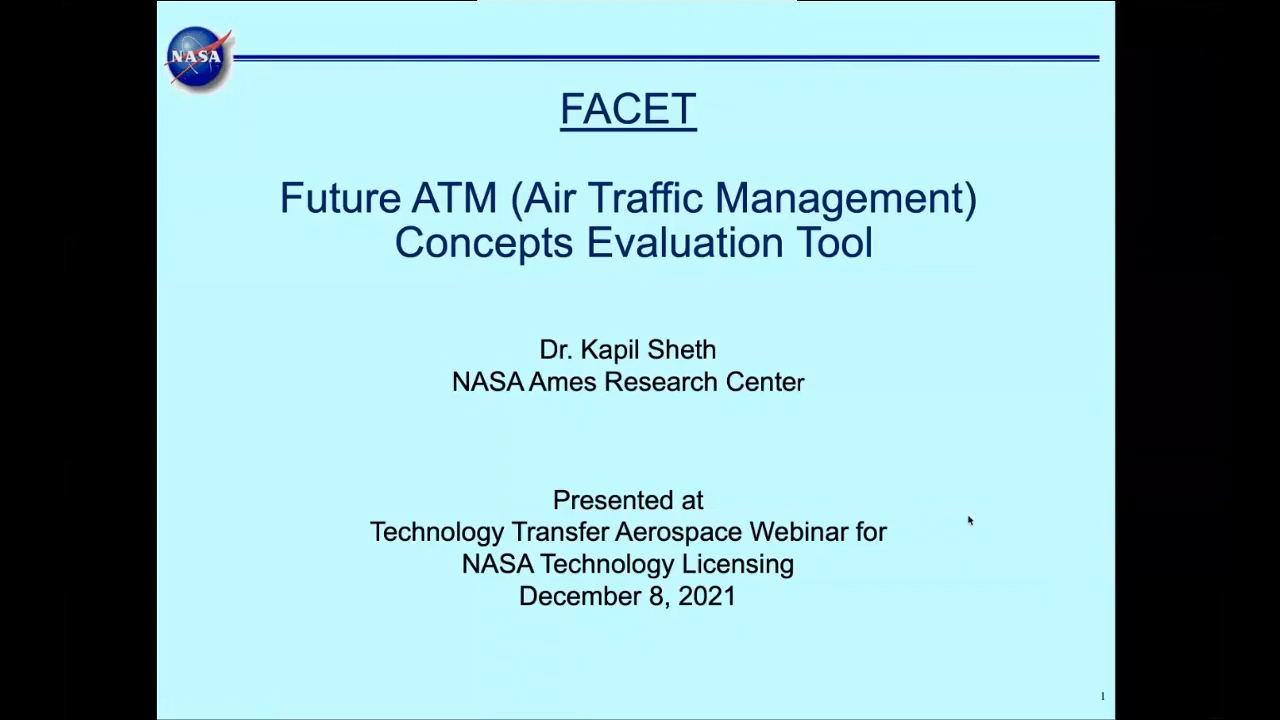 NASA
FACET
Future ATM (Air Traffic Management)
Concepts Evaluation Tool
Dr. Kapil Sheth
NASA Ames Research Center
Presented at
Technology Transfer Aerospace Webinar for
NASA Technology Licensing
December 8, 2021
1